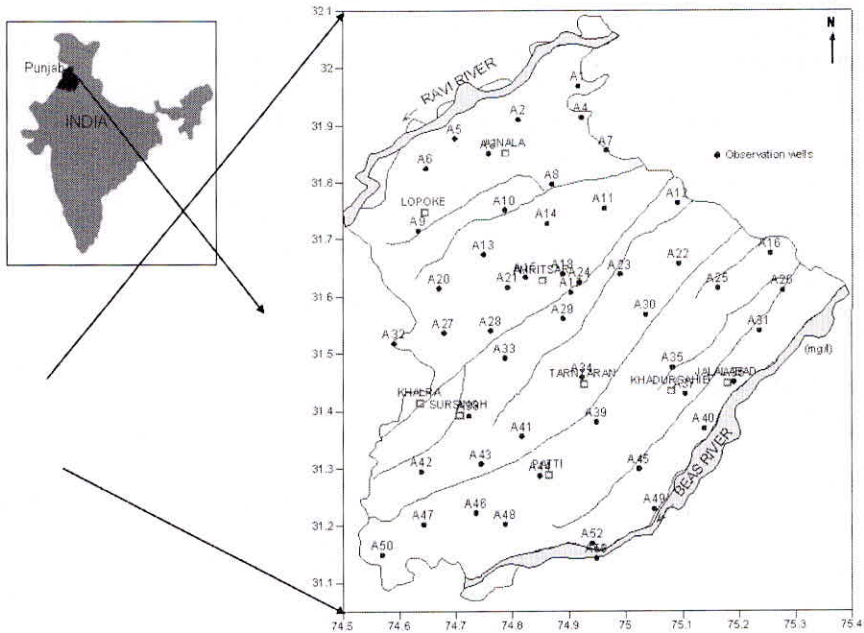 Punjab
INDIA
N
RAVI RIVER
BEAS RIVER
Observation wells
(mg/l)
LOPOKE
TARNTARAN
KHALRA
A1
A2
A4
A5
A6
A7
A8
A9
A10
A11
A12
A13
A14
A16
A20
A21
A22
A23
A24
A25
A26
A27
A28
A29
A30
A31
A32
A33
A34
A35
A39
A40
A41
A42
A43
A45
A46
A47
A48
A49
A50
A52
32.1
32
31.9
31.8
31.7
31.6
31.5
31.4
31.3
31.2
31.1
74.5
74.6
74.7
74.8
74.9
75
75.1
75.2
75.3
75.4